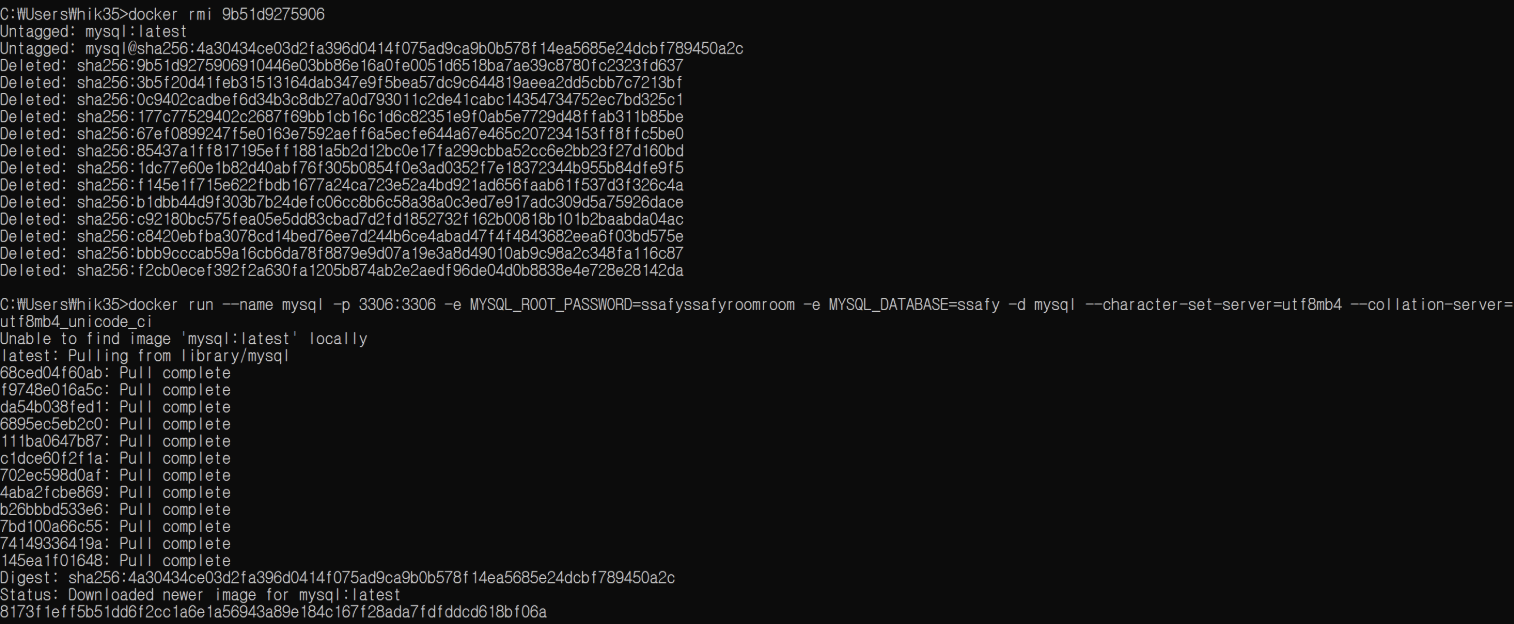 C:\Users\hik35>docker rmi 9b51d9275906
Untagged: mysql:latest
Untagged: mysql@sha256:4a30434ce03d2fa396d0414f075ad9ca9b0b578f14ea5685e24dcbf789450a2c
Deleted: sha256:9b51d9275906910446e03bb86e16a0fe0051d6518ba7ae39c8780fc2323fd637
Deleted: sha256:3b5f20d41feb31513164dab347e9f5bea57dc9c644819aeea2dd5cbb7c7213bf
Deleted: sha256:0c9402cadbef6d34b3c8db27a0d793011c2de41cabc14354734752ec7bd325c1
Deleted: sha256:177c77529402c2687f69bb1cb16c1d6c82351e9f0ab5e7729d48ffab311b85be
Deleted: sha256:67ef0899247f5e0163e7592aeff6a5ecfe644a67e465c207234153ff8ffc5be0
Deleted: sha256:85437a1ff817195eff1881a5b2d12bc0e17fa299cbba52cc6e2bb23f27d160bd
Deleted: sha256:1dc77e60e1b82d40abf76f305b0854f0e3ad0352f7e18372344b955b84dfe9f5
Deleted: sha256:f145e1f715e622fbdb1677a24ca723e52a4bd921ad656faab61f537d3f326c4a
Deleted: sha256:b1dbb44d9f303b7b24defc06cc8b6c58a38a0c3ed7e917adc309d5a75926dace
Deleted: sha256:c92180bc575fea05e5dd83cbad7d2fd1852732f162b00818b101b2baabda04ac
Deleted: sha256:c8420ebfba3078cd14bed76ee7d244b6ce4abad47f4f4843682eea6f03bd575e
Deleted: sha256:bbb9cccab59a16cb6da78f8879e9d07a19e3a8d49010ab9c98a2c348fa116c87
Deleted: sha256:f2cb0ecef392f2a630fa1205b874ab2e2aedf96de04d0b8838e4e728e28142da
C:\Users\hik35>docker run --name mysql -p 3306:3306 -e MYSQL_ROOT_PASSWORD=ssafyssafyroomroom -e MYSQL_DATABASE=ssafy -d mysql --character-set-server=utf8mb4 --collation-server=
utf8mb4_unicode_ci
Unable to find image 'mysql:latest' locally
latest: Pulling from library/mysql
68ced04f60ab: Pull complete
f9748e016a5c: Pull complete
da54b038fed1: Pull complete
6895ec5eb2c0: Pull complete
111ba0647b87: Pull complete
c1dce60f2f1a: Pull complete
702ec598d0af: Pull complete
4aba2fcbe869: Pull complete
b26bbbd533e6: Pull complete
7bd100a66c55: Pull complete
74149336419a: Pull complete
145ea1f01648: Pull complete
Digest: sha256:4a30434ce03d2fa396d0414f075ad9ca9b0b578f14ea5685e24dcbf789450a2c
Status: Downloaded newer image for mysql:latest
8173f1eff5b51dd6f2cc1a6e1a56943a89e184c167f28ada7fdfddcd618bf06a